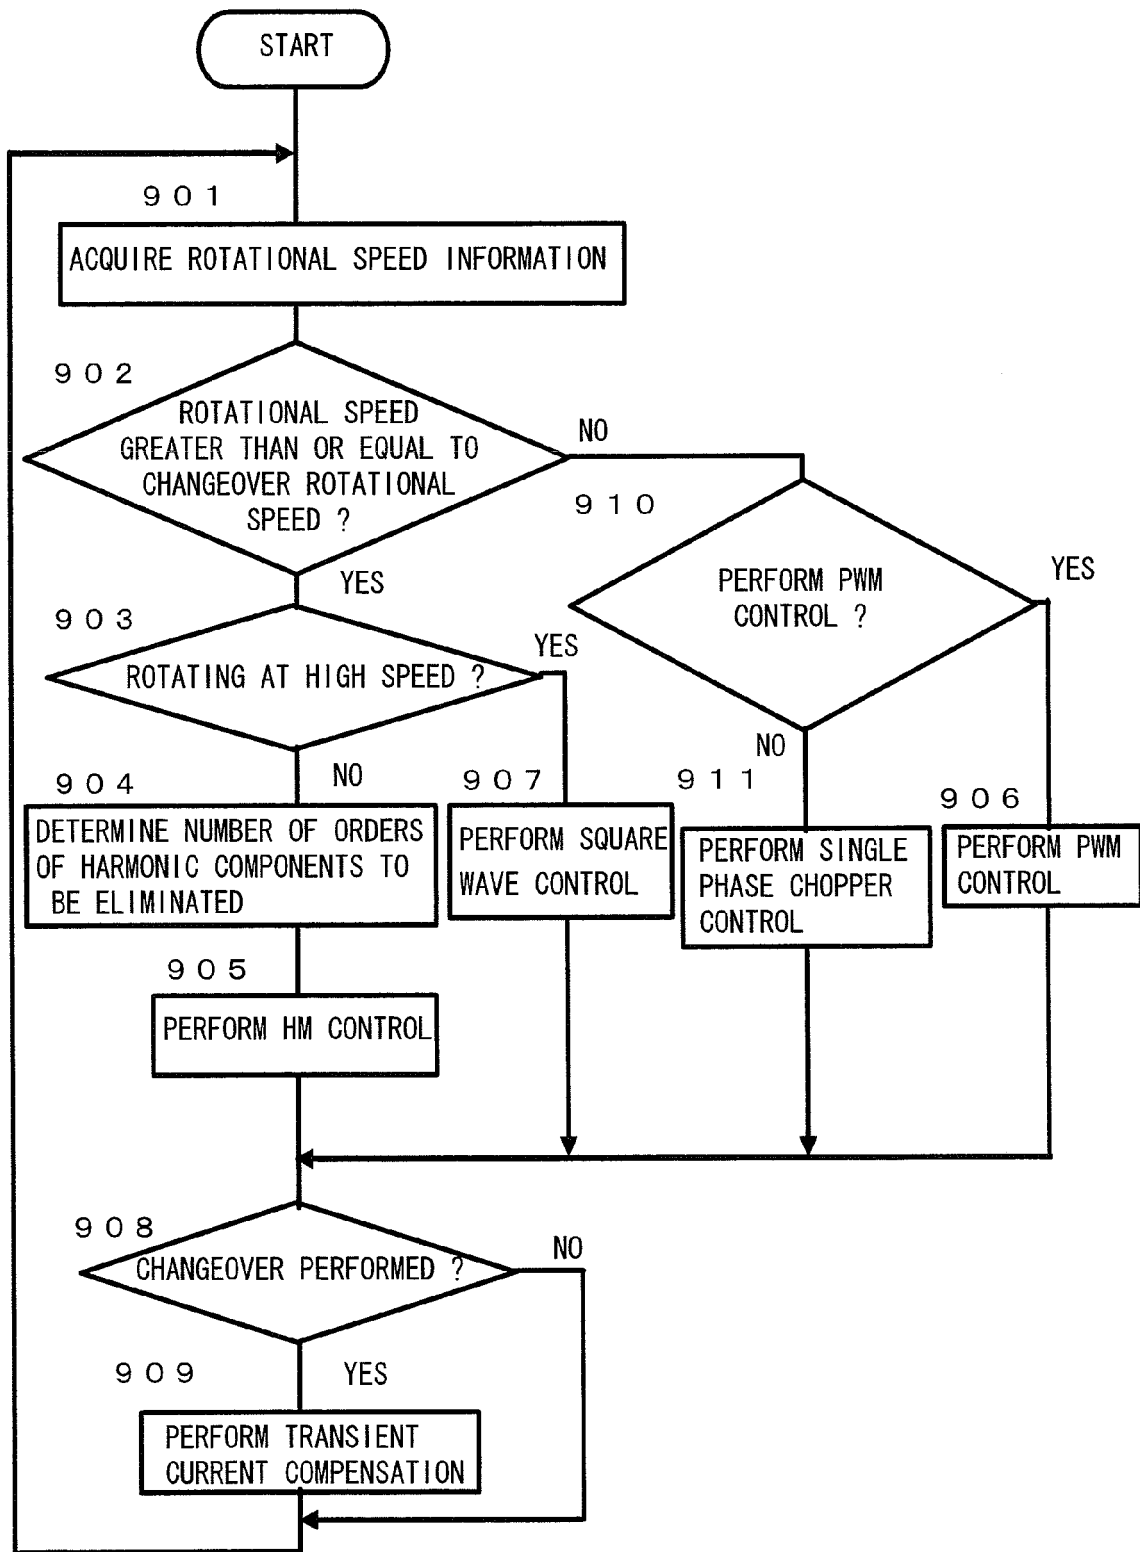 START
９０１
ACQUIRE ROTATIONAL SPEED INFORMATION
９０２
ROTATIONAL SPEED
GREATER THAN OR EQUAL TO
CHANGEOVER ROTATIONAL
SPEED ?
NO
YES
９１０
PERFORM PWM
CONTROL ?
YES
NO
９０３
ROTATING AT HIGH SPEED ?
YES
NO
９０４
DETERMINE NUMBER OF ORDERS
OF HARMONIC COMPONENTS TO
BE ELIMINATED
９０７
PERFORM SQUARE
WAVE CONTROL
９１１
PERFORM SINGLE
PHASE CHOPPER
CONTROL
９０６
PERFORM PWM
CONTROL
９０５
PERFORM HM CONTROL
９０８
CHANGEOVER PERFORMED ?
NO
YES
９０９
PERFORM TRANSIENT
CURRENT COMPENSATION